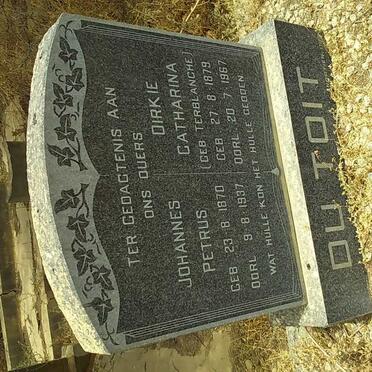 TER GEDAGTENIS AAN
ONS OUERS
JOHANNES
PETRUS
GEB 23. 8. 1870
OORL 9. 8. 1937
DIRKIE
CATHARINA
(GEB TERBLANCHE)
GEB 27. 8. 1879
OORL 20. 7. 1967
WAT HULLE KON HET HULLE GEDOEN
DU TOIT